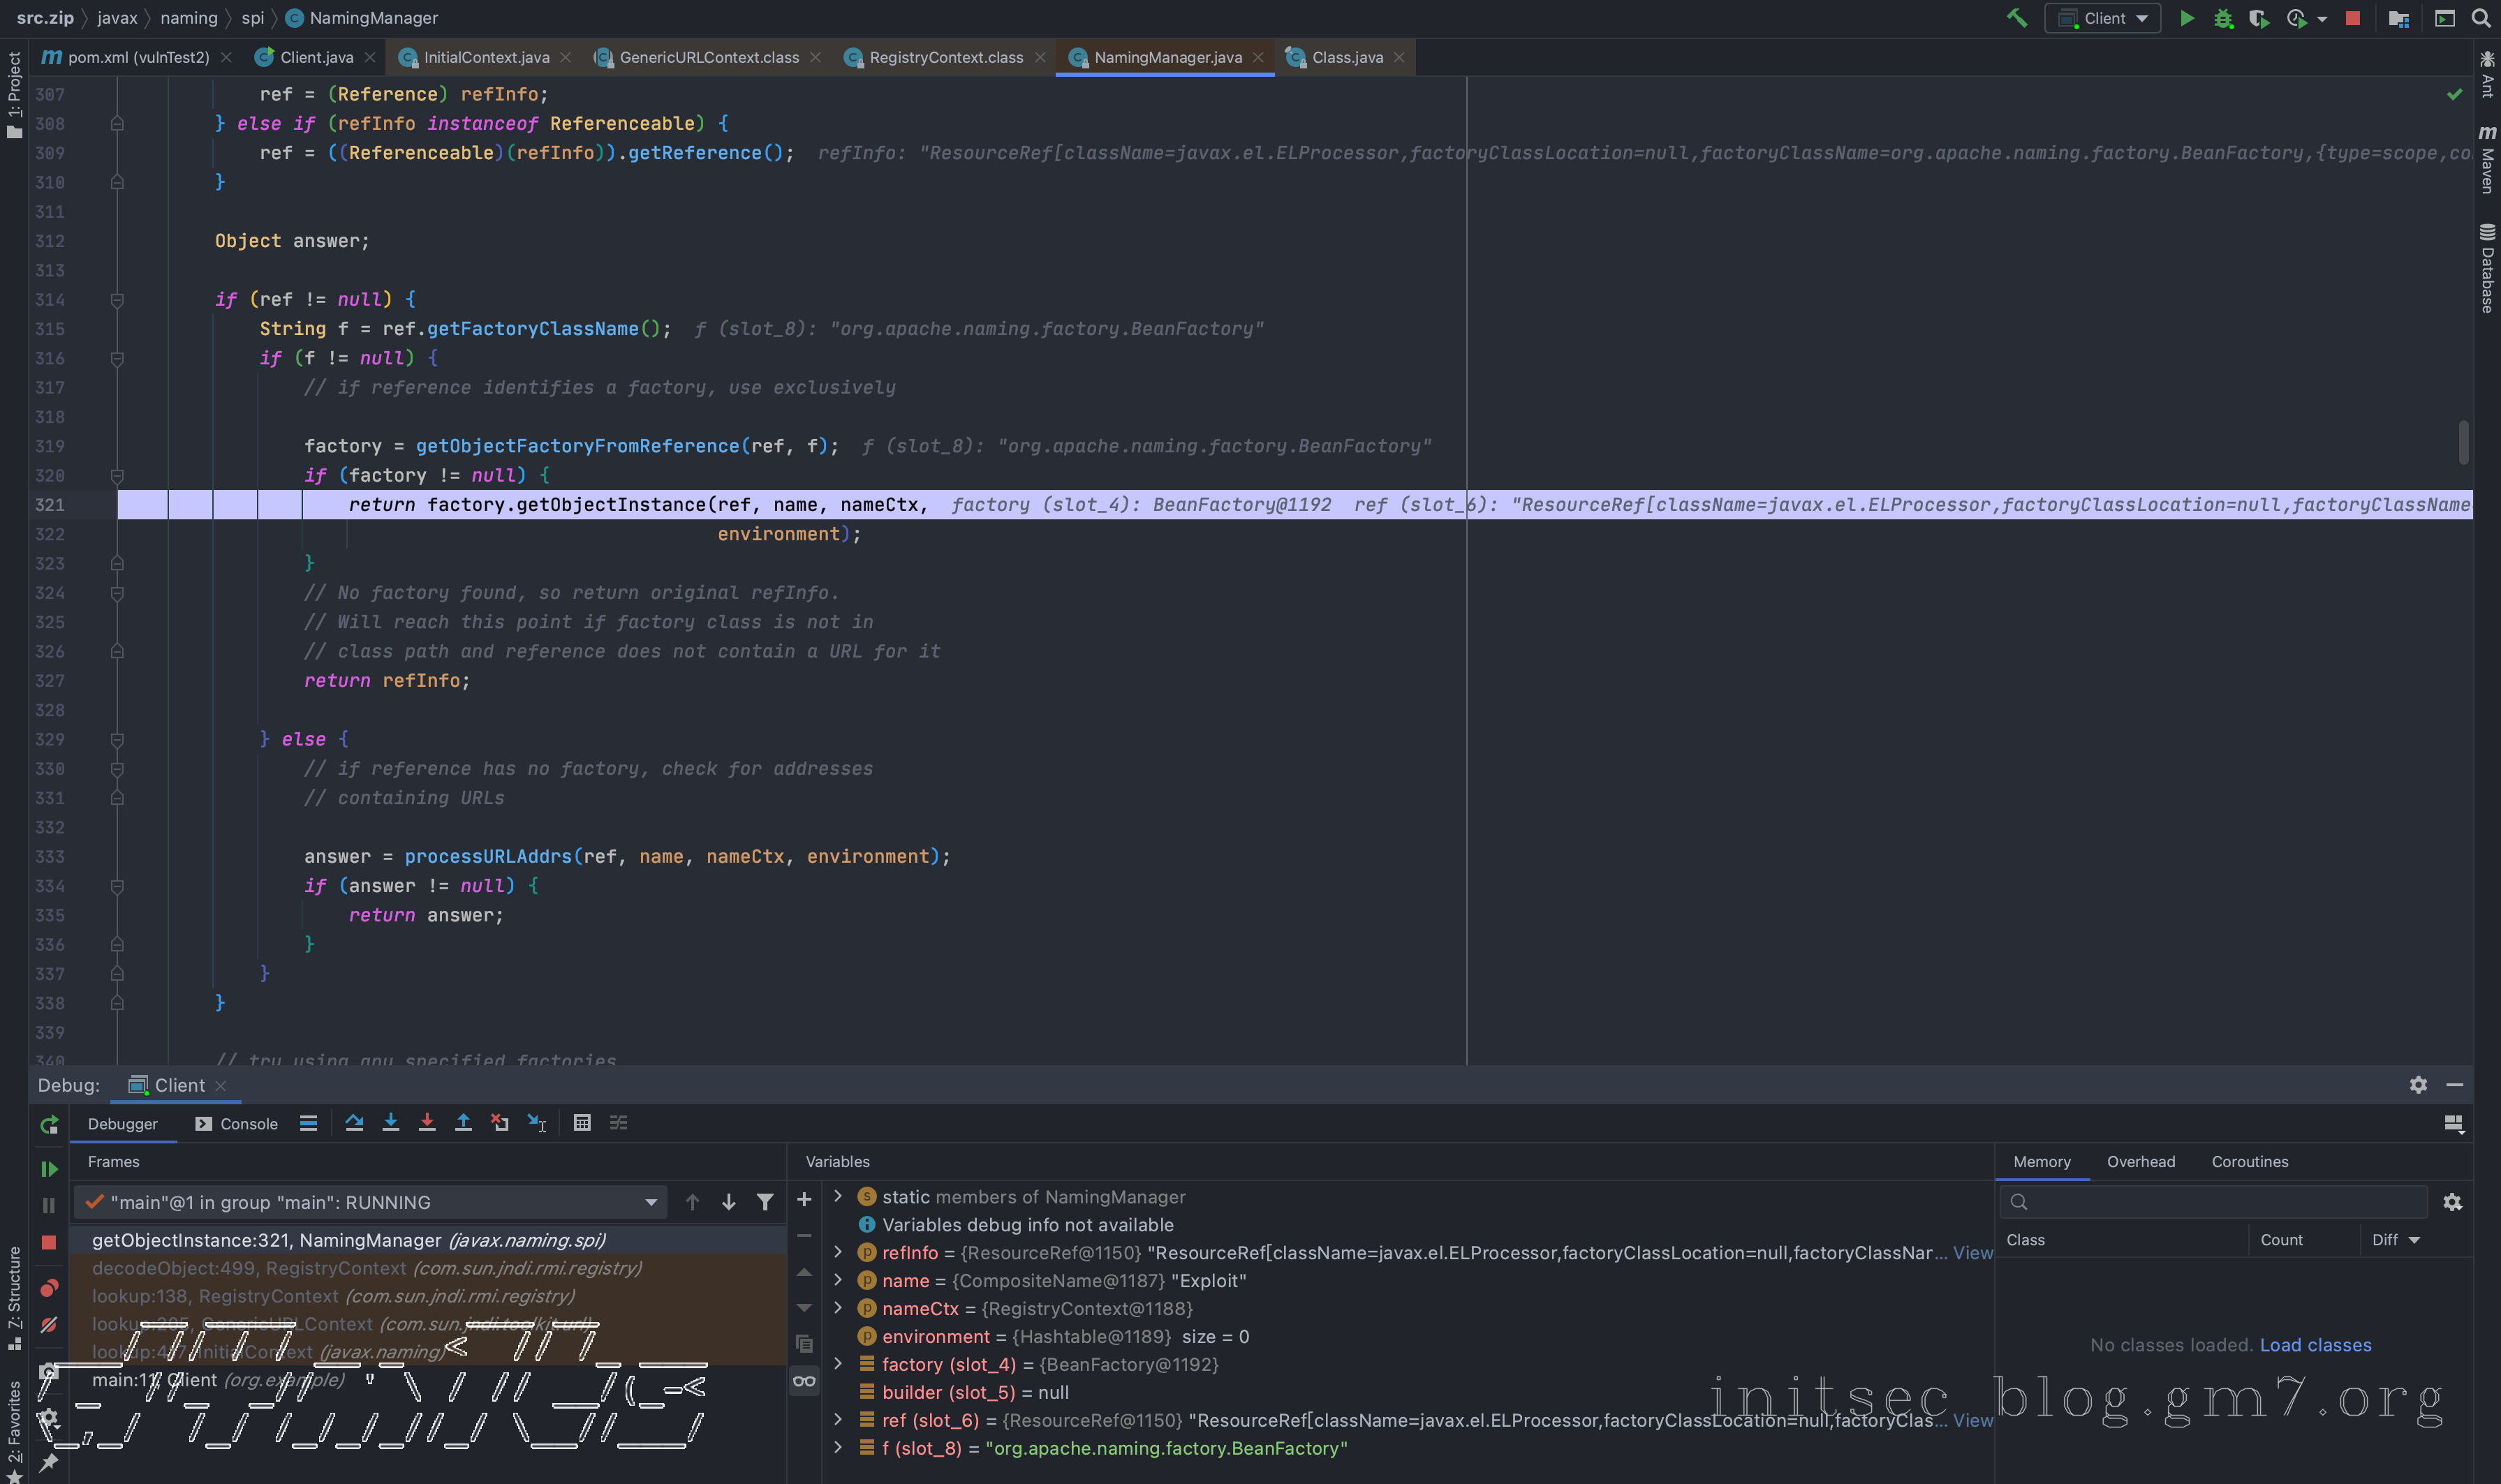 src.zip javax naming spi NamingManager Client
pom.xml (vulnTest2) Client.java InitialContext.java GenericURLContext.class RegistryContext.class NamingManager.java Class.java
1: Project
Ant
Maven
Database
307 ref = (Reference) refInfo;
308 } else if (refInfo instanceof Referenceable) {
309 ref = ((Referenceable)(refInfo)).getReference(); refInfo: "ResourceRef[className=javax.el.ELProcessor,factoryClassLocation=null,factoryClassName=org.apache.naming.factory.BeanFactory,{type=scope,co
310 }
311
312 Object answer;
313
314 if (ref != null) {
315 String f = ref.getFactoryClassName(); f (slot_8): "org.apache.naming.factory.BeanFactory"
316 if (f != null) {
317 // if reference identifies a factory, use exclusively
318
319 factory = getObjectFactoryFromReference(ref, f); f (slot_8): "org.apache.naming.factory.BeanFactory"
320 if (factory != null) {
321 return factory.getObjectInstance(ref, name, nameCtx, factory (slot_4): BeanFactory@1192 ref (slot_6): "ResourceRef[className=javax.el.ELProcessor,factoryClassLocation=null,factoryClassName
322 environment);
323 }
324 // No factory found, so return original refInfo.
325 // Will reach this point if factory class is not in
326 // class path and reference does not contain a URL for it
327 return refInfo;
328
329 } else {
330 // if reference has no factory, check for addresses
331 // containing URLs
332
333 answer = processURLAddrs(ref, name, nameCtx, environment);
334 if (answer != null) {
335 return answer;
336 }
337 }
338 }
339
340 // try using any specified factories
Debug: Client
Debugger Console
Frames
"main"@1 in group "main": RUNNING
getObjectInstance:321, NamingManager (javax.naming.spi)
decodeObject:499, RegistryContext (com.sun.jndi.rmi.registry)
lookup:138, RegistryContext (com.sun.jndi.rmi.registry)
lookup:205, GenericURLContext (com.sun.jndi.toolkit.url)
lookup:417, InitialContext (javax.naming)
main:11, Client (org.example)
Variables
static members of NamingManager
Variables debug info not available
refInfo = {ResourceRef@1150} "ResourceRef[className=javax.el.ELProcessor,factoryClassLocation=null,factoryClassNar... View
name = {CompositeName@1187} "Exploit"
nameCtx = {RegistryContext@1188}
environment = {Hashtable@1189} size = 0
factory (slot_4) = {BeanFactory@1192}
builder (slot_5) = null
ref (slot_6) = {ResourceRef@1150} "ResourceRef[className=javax.el.ELProcessor,factoryClassLocation=null,factoryClas... View
f (slot_8) = "org.apache.naming.factory.BeanFactory"
Memory Overhead Coroutines
Class Count Diff
No classes loaded. Load classes
Z: Structure
2: Favorites
initsec blog.gm7.org